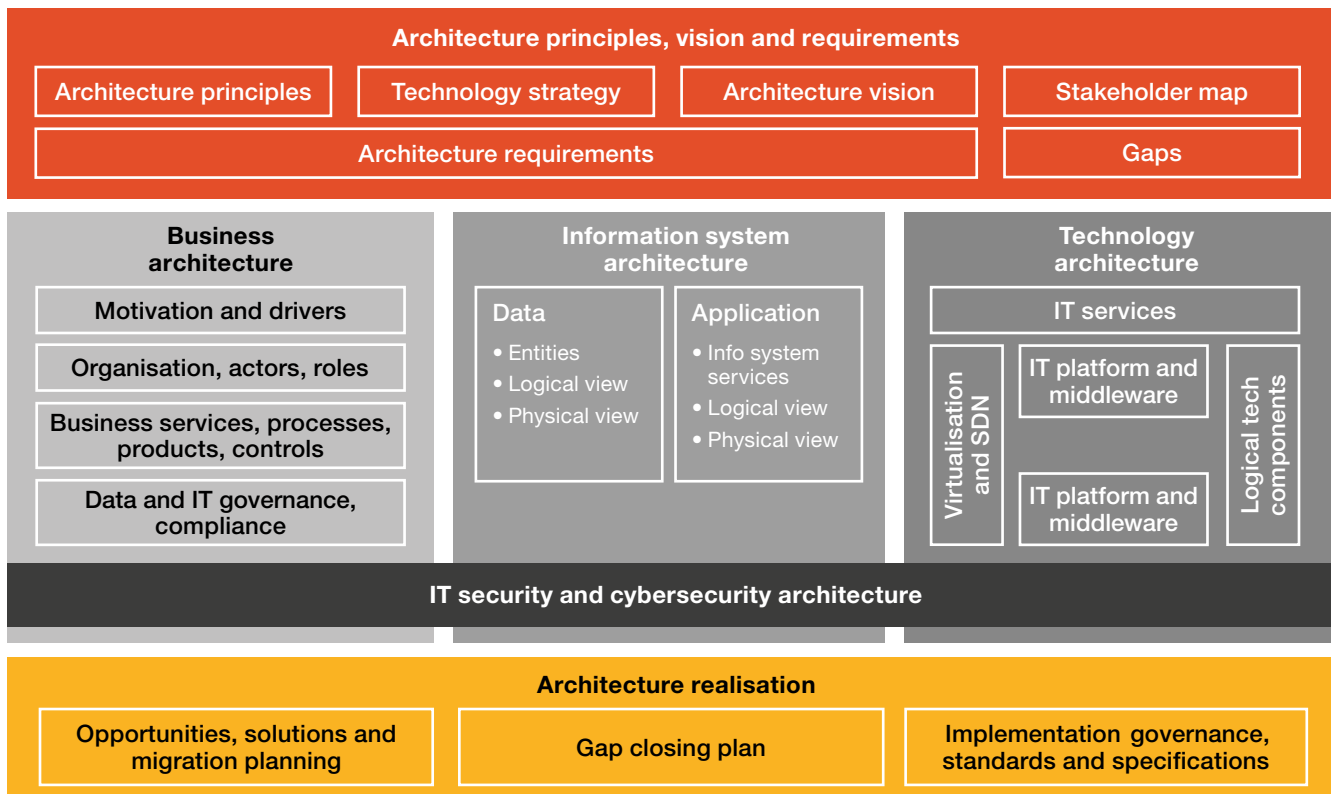 Architecture principles, vision and requirements
Architecture principles
Technology strategy
Architecture vision
Stakeholder map
Architecture requirements
Gaps
Business
architecture
Motivation and drivers
Organisation, actors, roles
Business services, processes,
products, controls
Data and IT governance,
compliance
Information system
architecture
Data
• Entities
• Logical view
• Physical view
Application
• Info system
services
• Logical view
• Physical view
Technology
architecture
IT services
Virtualisation
and SDN
IT platform and
middleware
IT platform and
middleware
Logical tech
components
IT security and cybersecurity architecture
Architecture realisation
Opportunities, solutions and
migration planning
Gap closing plan
Implementation governance,
standards and specifications